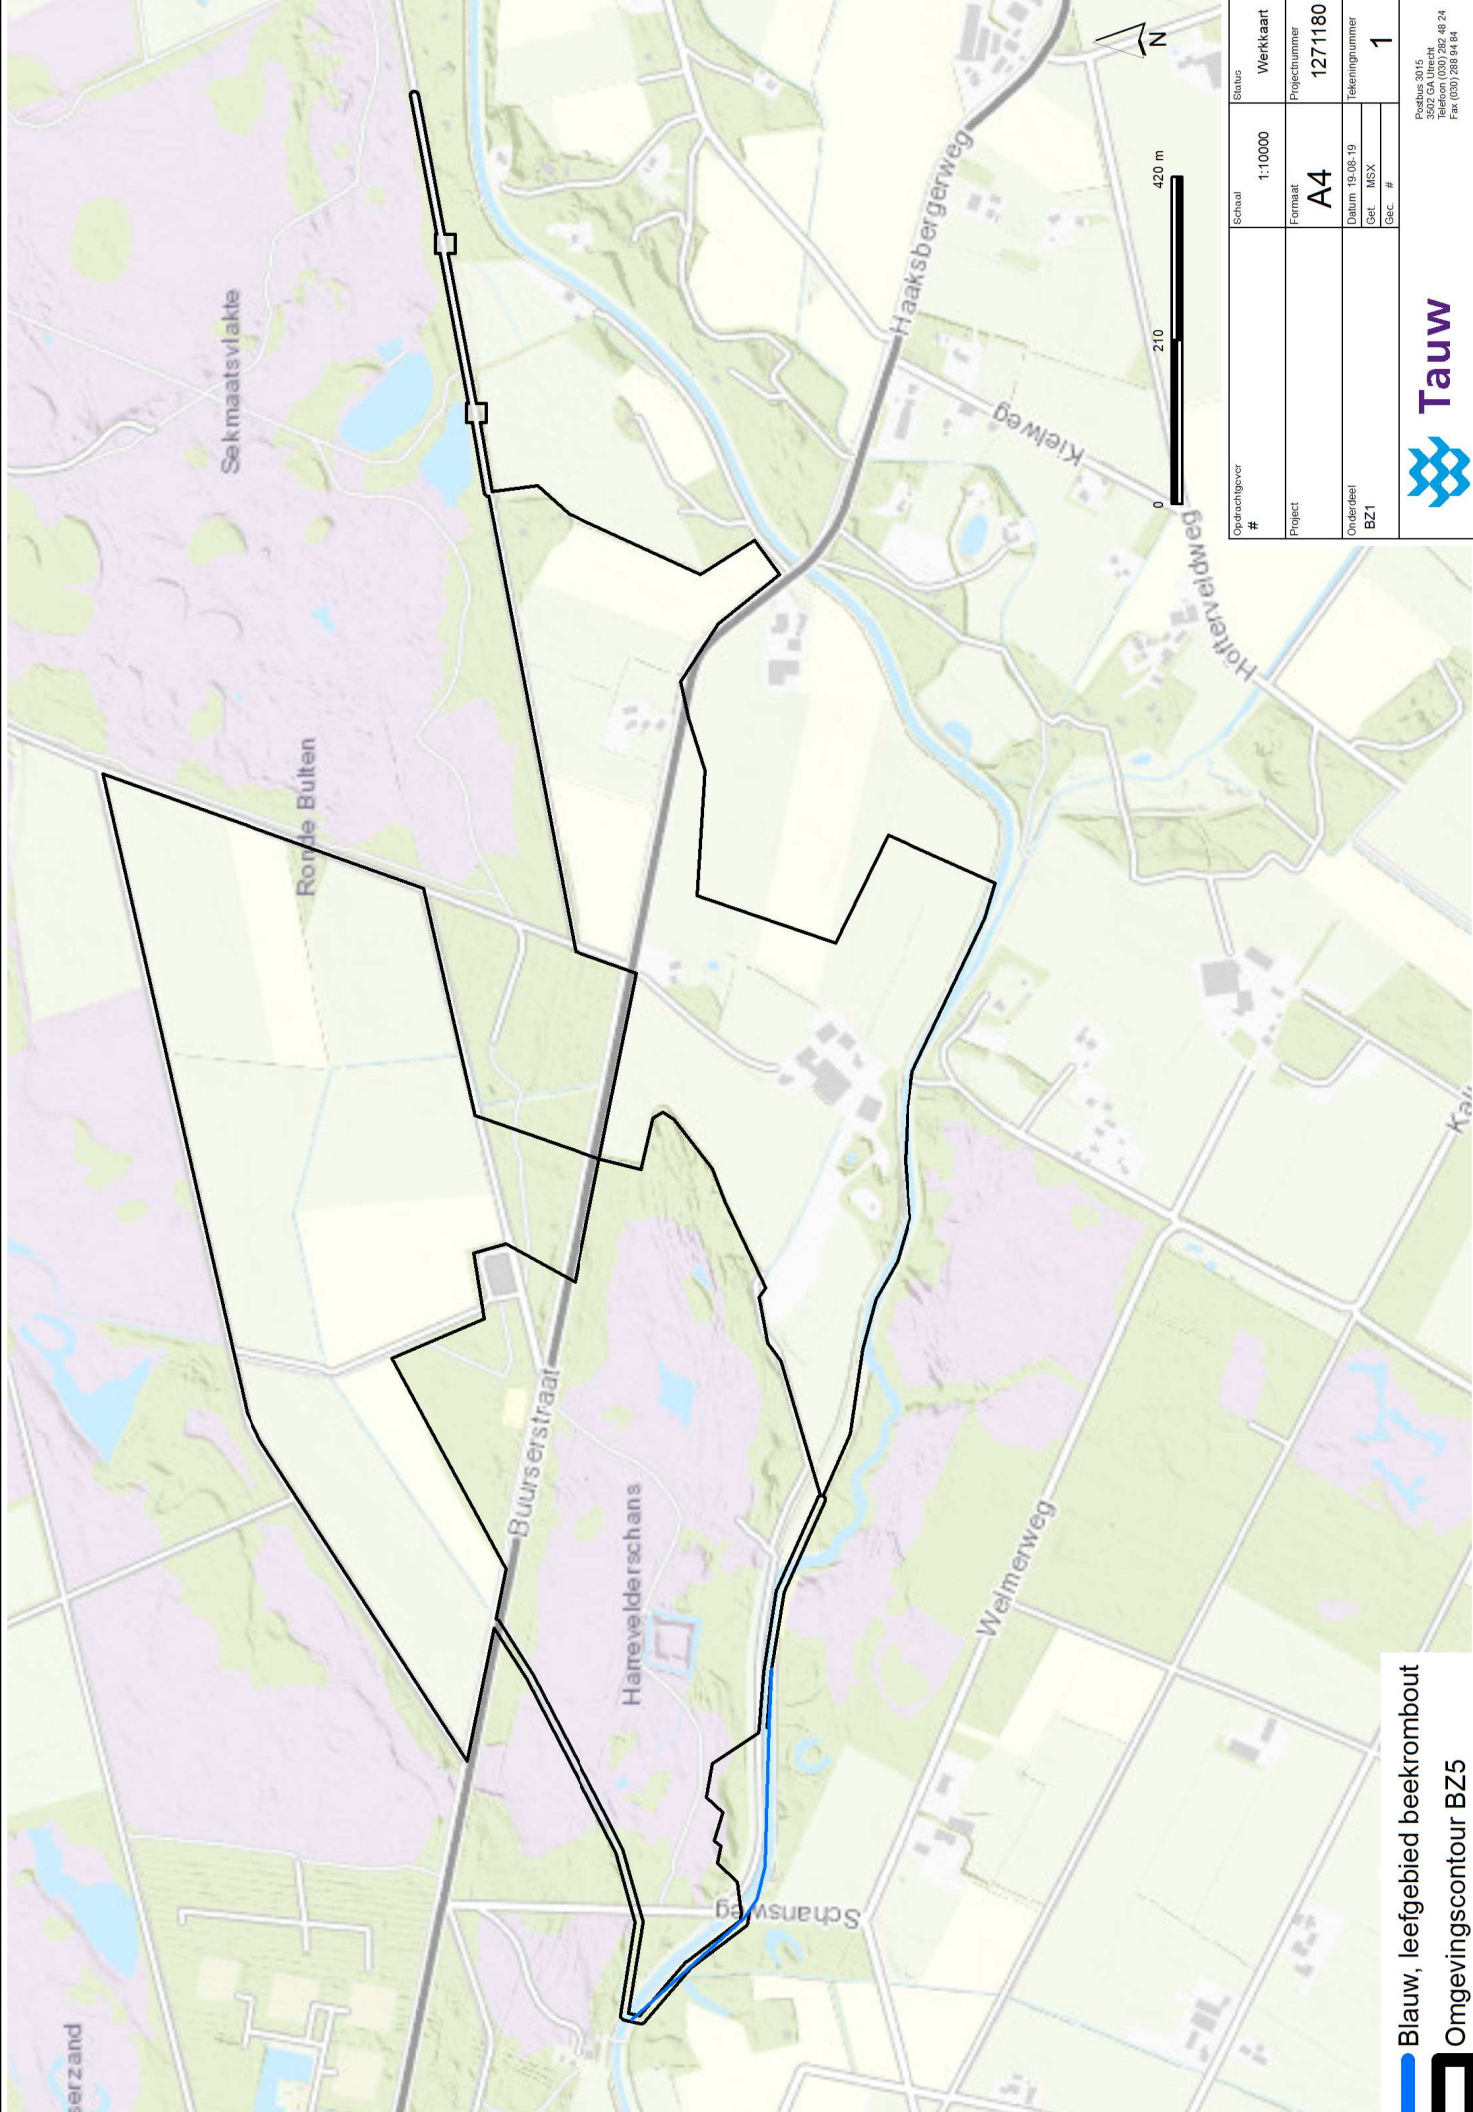 serzand
Buurserstraat
Harrevelderschans
Schansweg
Welmerweg
Ronde Bulten
Sekmaatsvlakte
Haaksbergerweg
Kielweg
Hofterveldweg
N
0
210
420 m
Blauw, leefgebied beekrombout
Omgevingscontour BZ5
Opdrachtgever
#
Schaal
1:10000
Status
Werkkaart
Project
Formaat
A4
Projectnummer
1271180
Onderdeel
BZ1
Datum 19-08-19
Get. MSX
Gec. #
Tekeningnummer
1
Tauw
Postbus 3015
3502 GA Utrecht
Telefoon (030) 282 48 24
Fax (030) 288 94 84